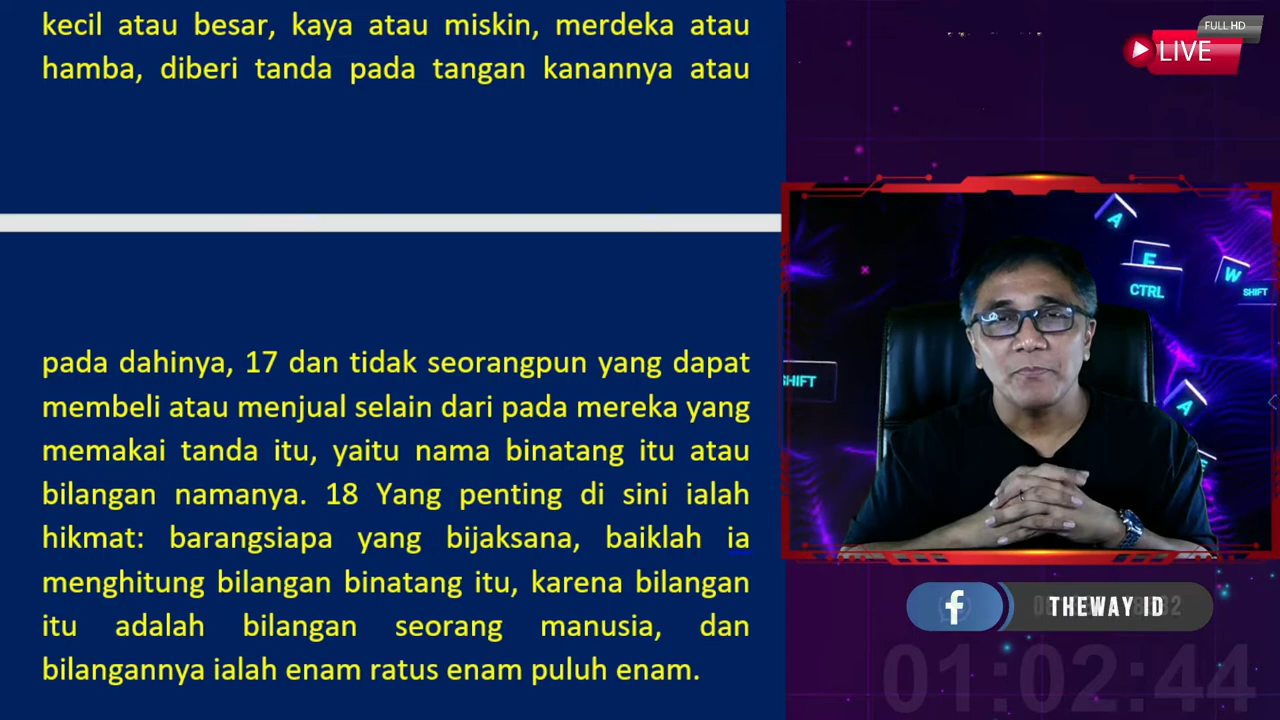 kecil atau besar, kaya atau miskin, merdeka atau
hamba, diberi tanda pada tangan kanannya atau
pada dahinya, 17 dan tidak seorangpun yang dapat
membeli atau menjual selain dari pada mereka yang
memakai tanda itu, yaitu nama binatang itu atau
bilangan namanya. 18 Yang penting di sini ialah
hikmat: barangsiapa yang bijaksana, baiklah ia
menghitung bilangan binatang itu, karena bilangan
itu adalah bilangan seorang manusia, dan
bilangannya ialah enam ratus enam puluh enam.
FULL HD
LIVE
A
CTRL
W
SHIFT
SHIFT
A
THEWAY ID
01:02:44